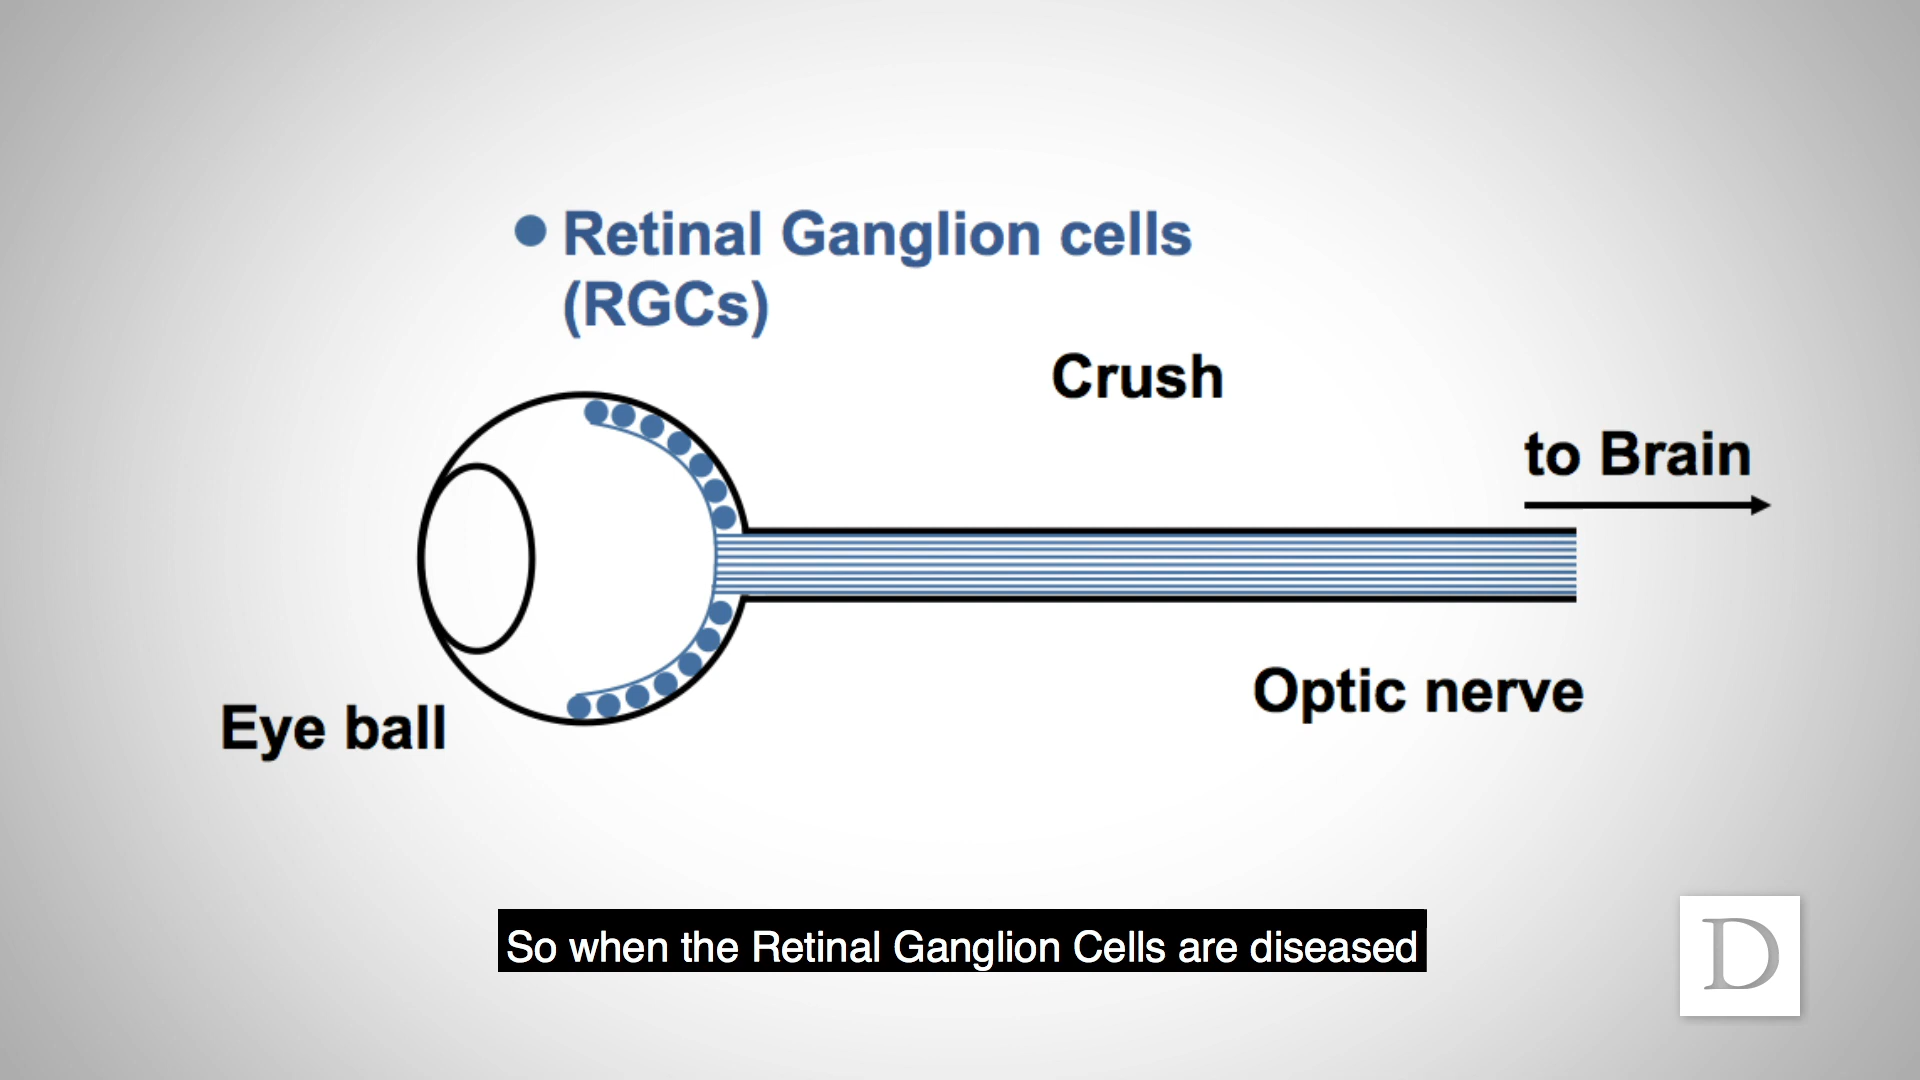 Retinal Ganglion cells
(RGCs)
Crush
to Brain
Optic nerve
Eye ball
So when the Retinal Ganglion Cells are diseased
D